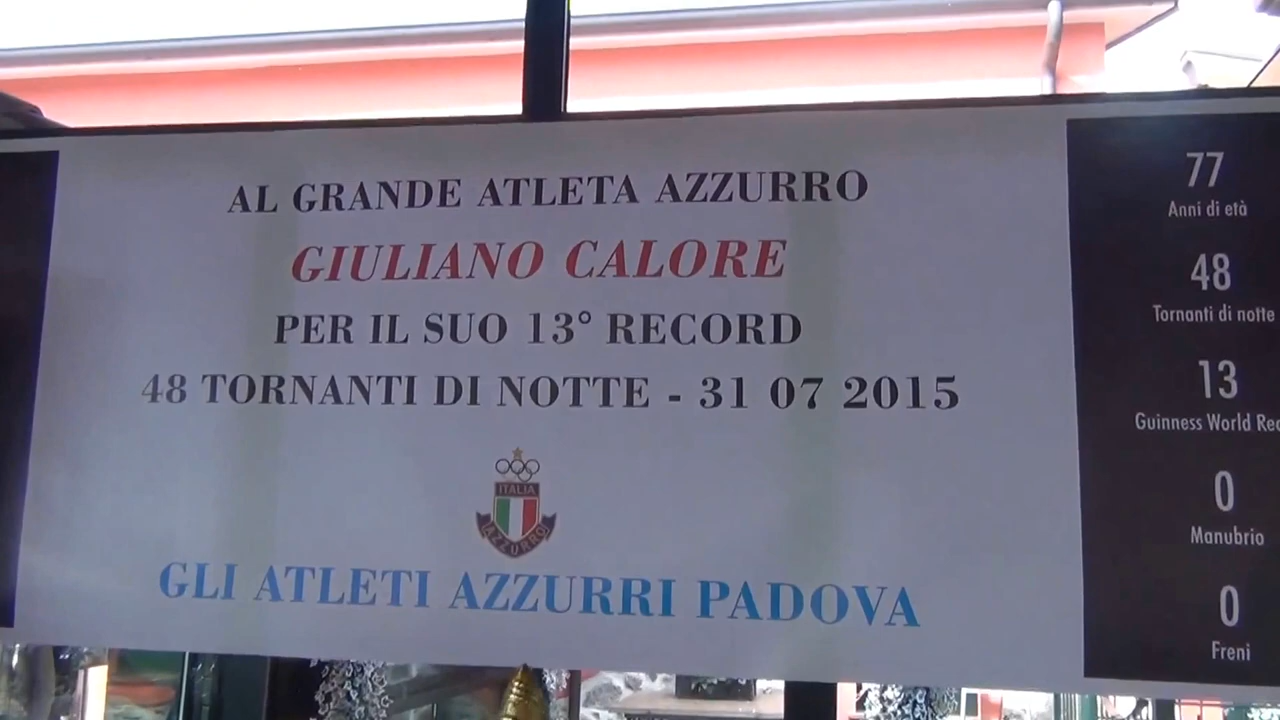 AL GRANDE ATLETA AZZURRO
GIULIANO CALORE
PER IL SUO 13° RECORD
48 TORNANTI DI NOTTE - 31 07 2015
ITALIA
AZZURRO
GLI ATLETI AZZURRI PADOVA
77
Anni di età
48
Tornanti di notte
13
Guinness World Rec
0
Manubrio
0
Freni